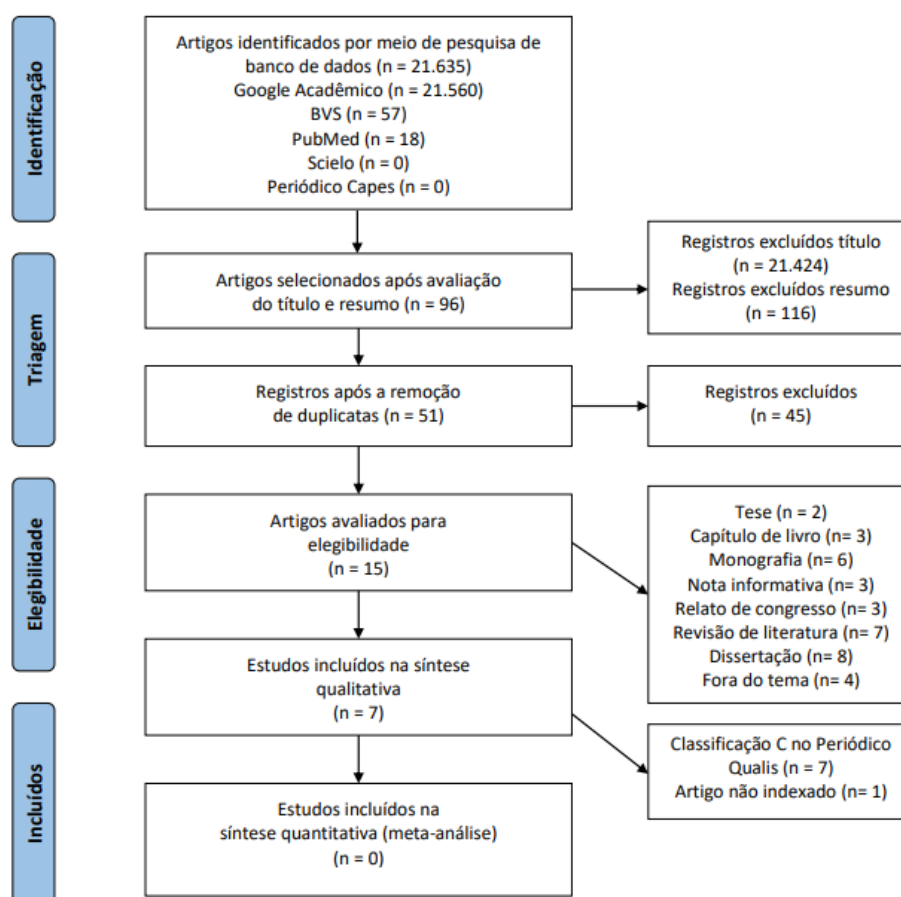 Identificação
Artigos identificados por meio de pesquisa de
banco de dados (n = 21.635)
Google Acadêmico (n = 21.560)
BVS (n = 57)
PubMed (n = 18)
Scielo (n = 0)
Periódico Capes (n = 0)
Triagem
Artigos selecionados após avaliação
do título e resumo (n = 96)
Registros excluídos título
(n = 21.424)
Registros excluídos resumo
(n = 116)
Registros após a remoção
de duplicatas (n = 51)
Registros excluídos
(n = 45)
Elegibilidade
Artigos avaliados para
elegibilidade
(n = 15)
Tese (n = 2)
Capítulo de livro (n= 3)
Monografia (n= 6)
Nota informativa (n= 3)
Relato de congresso (n= 3)
Revisão de literatura (n= 7)
Dissertação (n= 8)
Fora do tema (n= 4)
Estudos incluídos na síntese
qualitativa
(n = 7)
Classificação C no Periódico
Qualis (n = 7)
Artigo não indexado (n= 1)
Incluídos
Estudos incluídos na
síntese quantitativa (meta-análise)
(n = 0)